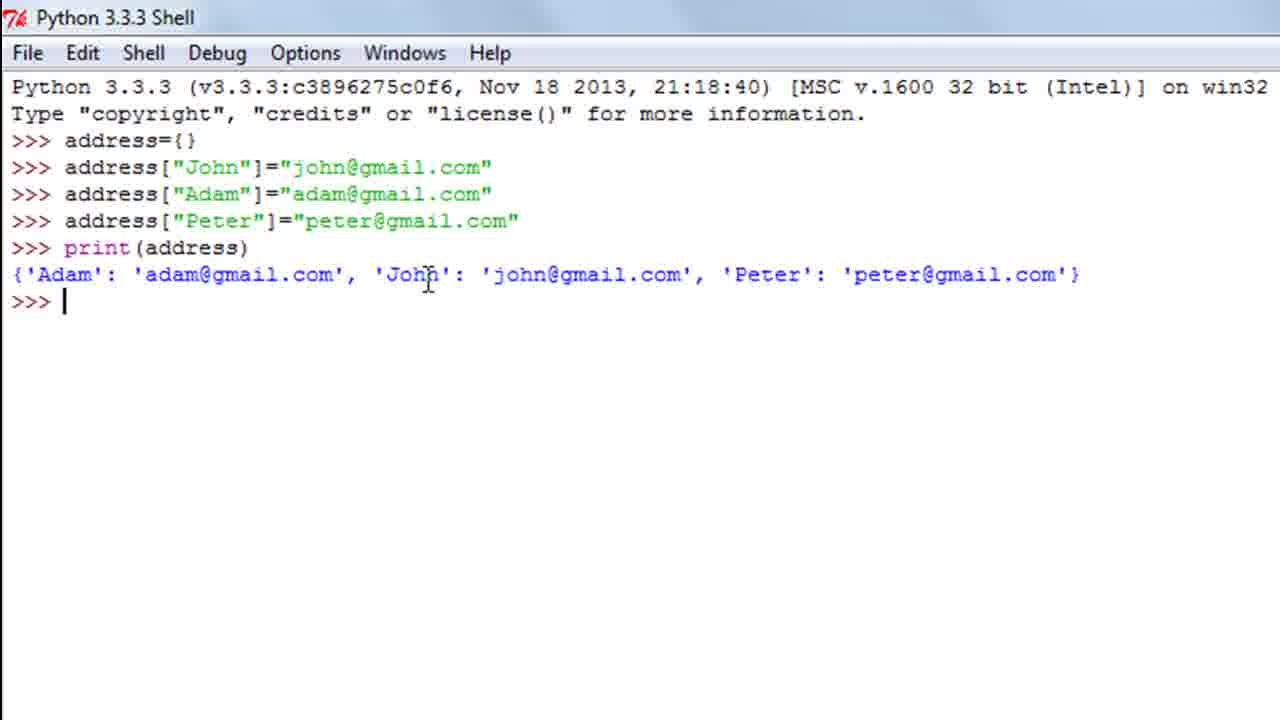 Python 3.3.3 Shell
File Edit Shell Debug Options Windows Help
Python 3.3.3 (v3.3.3:c3896275c0f6, Nov 18 2013, 21:18:40) [MSC v.1600 32 bit (Intel)] on win32
Type "copyright", "credits" or "license()" for more information.
>>> address={}
>>> address["John"]="john@gmail.com"
>>> address["Adam"]="adam@gmail.com"
>>> address["Peter"]="peter@gmail.com"
>>> print(address)
{'Adam': 'adam@gmail.com', 'John': 'john@gmail.com', 'Peter': 'peter@gmail.com'}
>>>